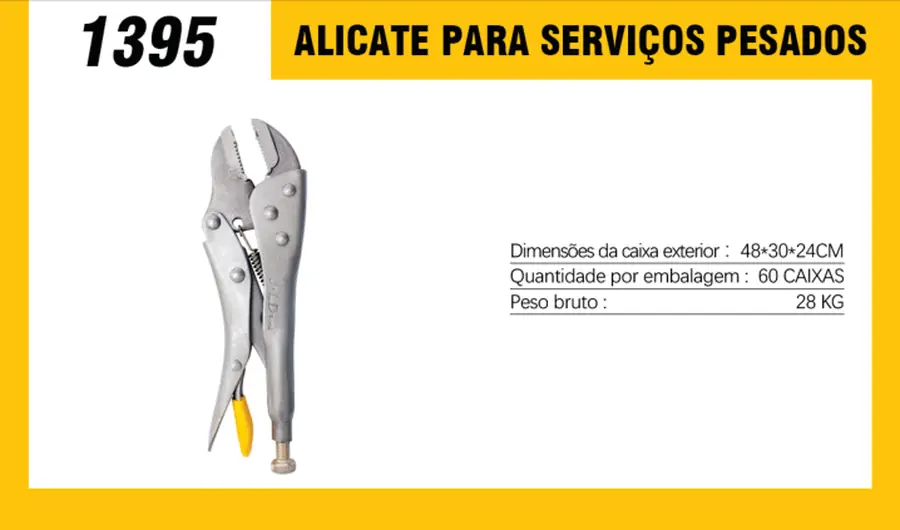 1395
ALICATE PARA SERVIÇOS PESADOS
Dimensões da caixa exterior : 48*30*24CM
Quantidade por embalagem : 60 CAIXAS
Peso bruto : 28 KG